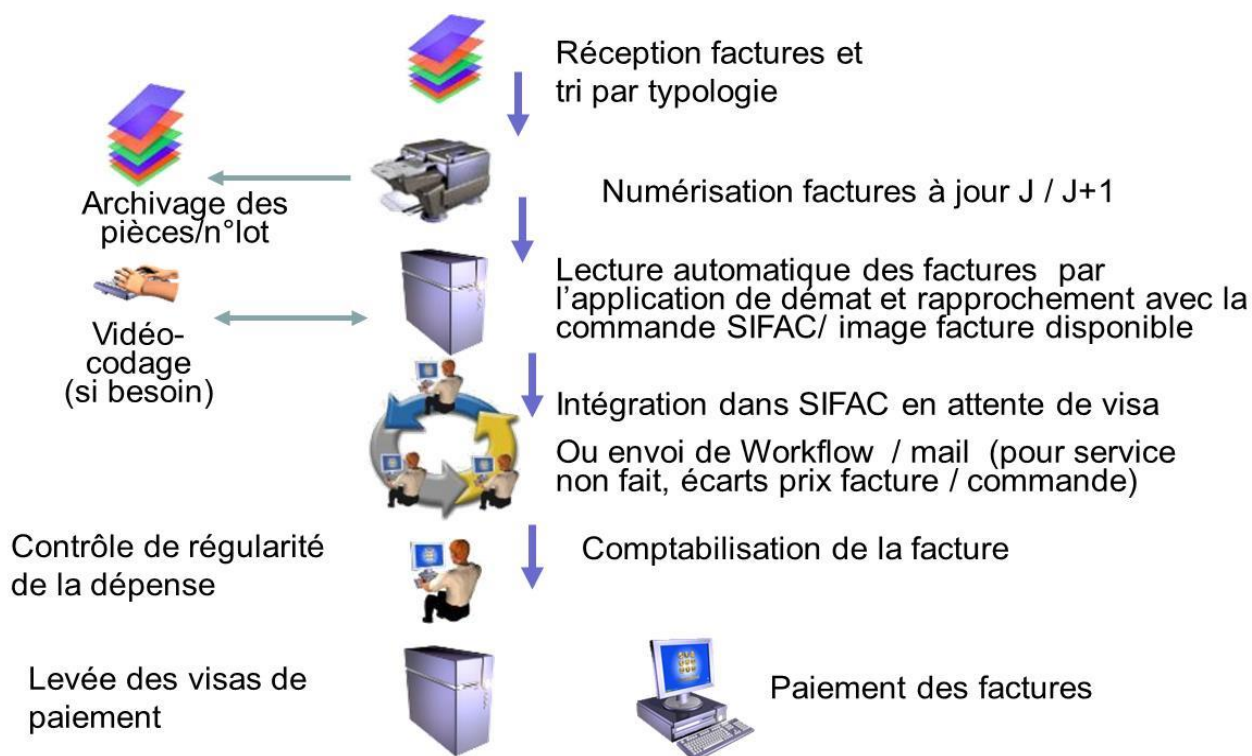 Réception factures et
tri par typologie
Archivage des
pièces/n°lot
Numérisation factures à jour J / J+1
Lecture automatique des factures par
l'application de démat et rapprochement avec la
commande SIFAC/ image facture disponible
Vidéo-
codage
(si besoin)
Intégration dans SIFAC en attente de visa
Ou envoi de Workflow / mail (pour service
non fait, écarts prix facture / commande)
Contrôle de régularité
de la dépense
Comptabilisation de la facture
Levée des visas de
paiement
Paiement des factures